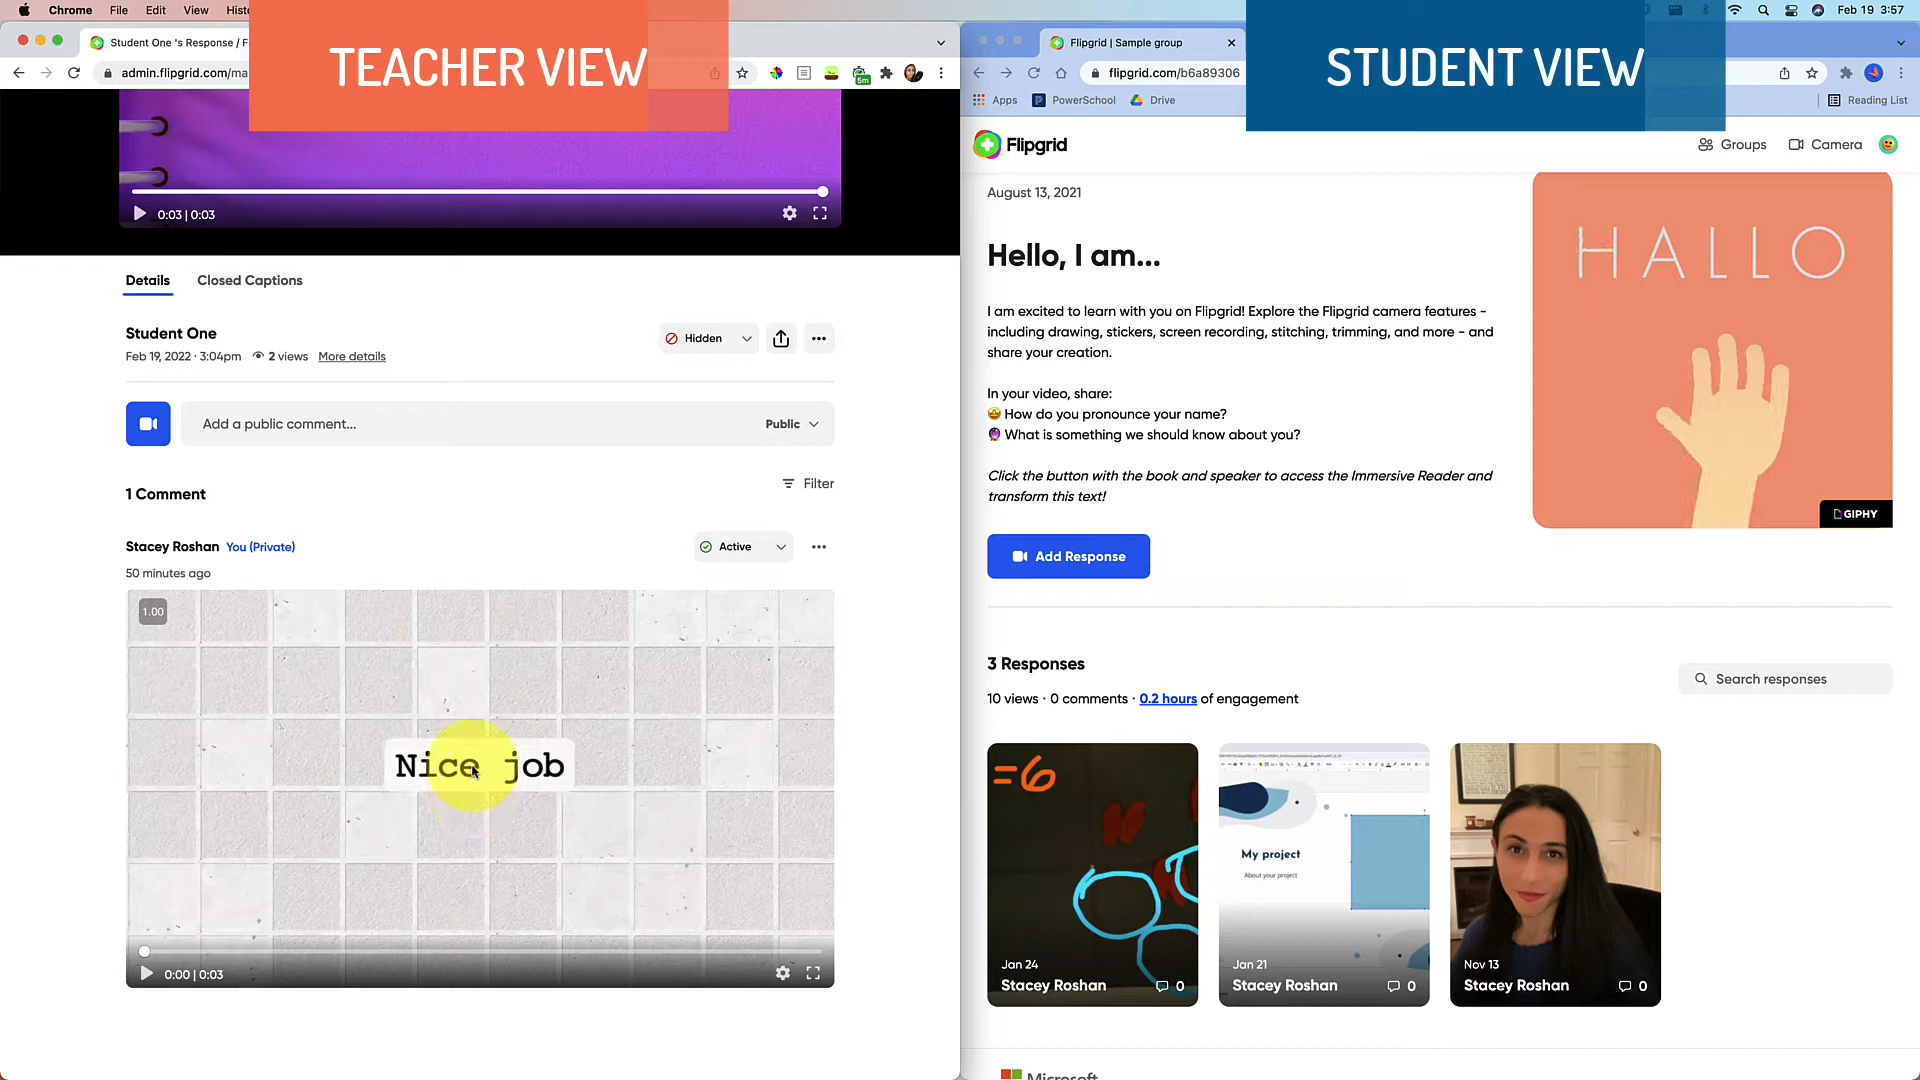 Chrome File Edit View Hist
Feb 19 3:57
TEACHER VIEW
STUDENT VIEW
Student One 's Response / F
admin.flipgrid.com/ma
5m
Flipgrid | Sample group
flipgrid.com/b6a89306
Apps PowerSchool Drive
Reading List
0:03 | 0:03
Details Closed Captions
Student One
Hidden
Feb 19, 2022 · 3:04pm 2 views More details
Add a public comment...
Public
1 Comment
Filter
Stacey Roshan You (Private)
Active
50 minutes ago
1.00
Nice job
0:00 | 0:03
Flipgrid
Groups Camera
August 13, 2021
Hello, I am...
I am excited to learn with you on Flipgrid! Explore the Flipgrid camera features -
including drawing, stickers, screen recording, stitching, trimming, and more - and
share your creation.
In your video, share:
🤩 How do you pronounce your name?
🔮 What is something we should know about you?
Click the button with the book and speaker to access the Immersive Reader and
transform this text!
HALLO
GIPHY
Add Response
3 Responses
10 views · 0 comments · 0.2 hours of engagement
Search responses
=6
Jan 24
Stacey Roshan 0
My project
About your project
Jan 21
Stacey Roshan 0
Nov 13
Stacey Roshan 0
Microsoft